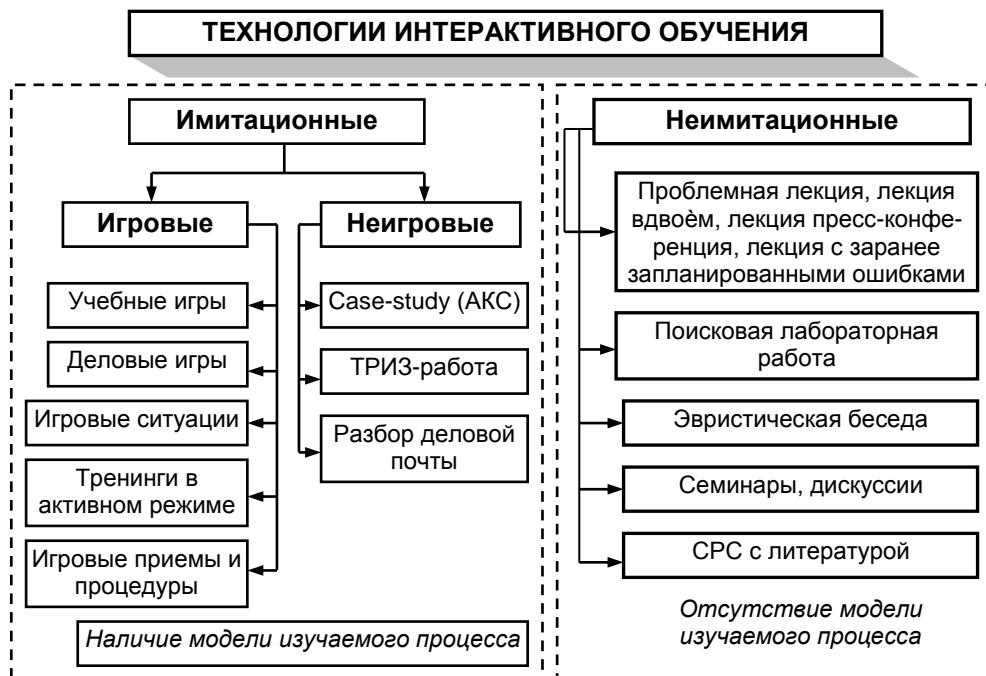 ТЕХНОЛОГИИ ИНТЕРАКТИВНОГО ОБУЧЕНИЯ
Имитационные
Игровые
Учебные игры
Деловые игры
Игровые ситуации
Тренинги в
активном режиме
Игровые приемы и
процедуры
Неигровые
Case-study (АКС)
ТРИЗ-работа
Разбор деловой
почты
Наличие модели изучаемого процесса
Неимитационные
Проблемная лекция, лекция
вдвоѐм, лекция пресс-конфе-
ренция, лекция с заранее
запланированными ошибками
Поисковая лабораторная
работа
Эвристическая беседа
Семинары, дискуссии
СРС с литературой
Отсутствие модели
изучаемого процесса